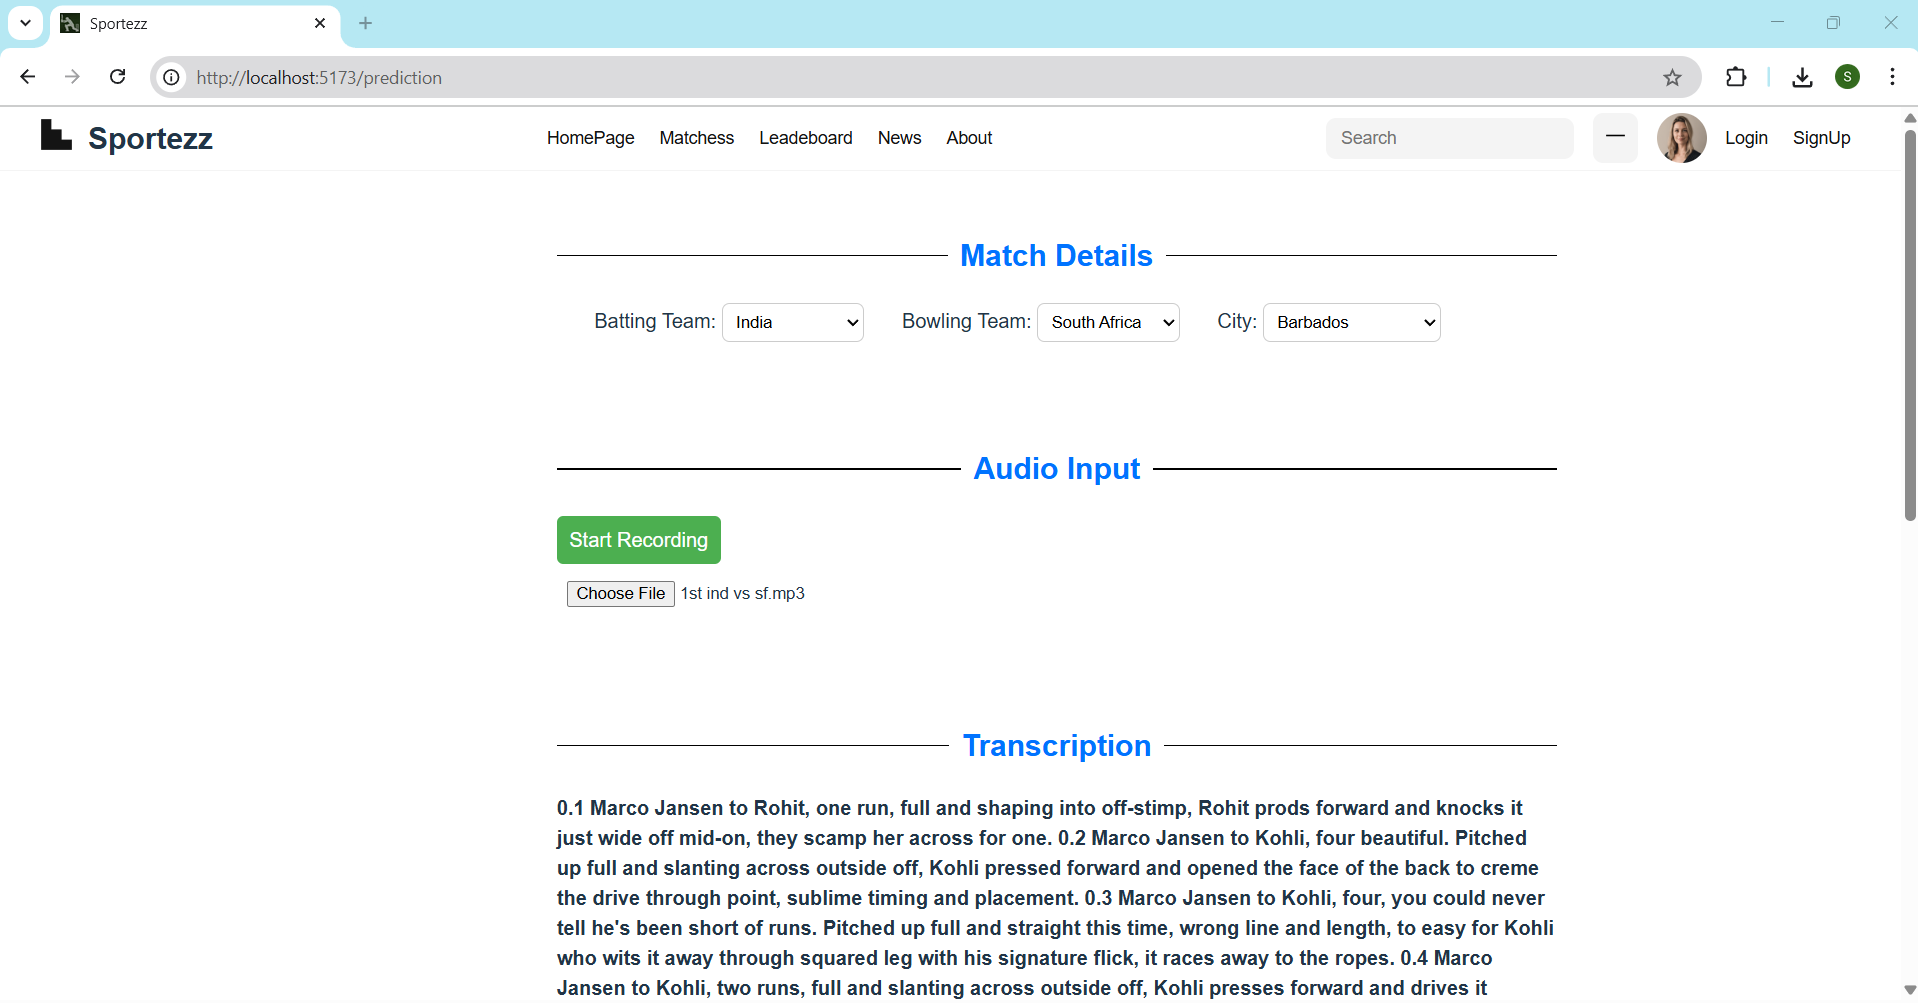 Sportezz
http://localhost:5173/prediction
S
Sportezz
HomePage Matchess Leadeboard News About
Search
Login SignUp
Match Details
Batting Team: India Bowling Team: South Africa City: Barbados
Audio Input
Start Recording
Choose File 1st ind vs sf.mp3
Transcription
0.1 Marco Jansen to Rohit, one run, full and shaping into off-stimp, Rohit prods forward and knocks it
just wide off mid-on, they scamp her across for one. 0.2 Marco Jansen to Kohli, four beautiful. Pitched
up full and slanting across outside off, Kohli pressed forward and opened the face of the back to creme
the drive through point, sublime timing and placement. 0.3 Marco Jansen to Kohli, four, you could never
tell he's been short of runs. Pitched up full and straight this time, wrong line and length, to easy for Kohli
who wits it away through squared leg with his signature flick, it races away to the ropes. 0.4 Marco
Jansen to Kohli, two runs, full and slanting across outside off, Kohli presses forward and drives it